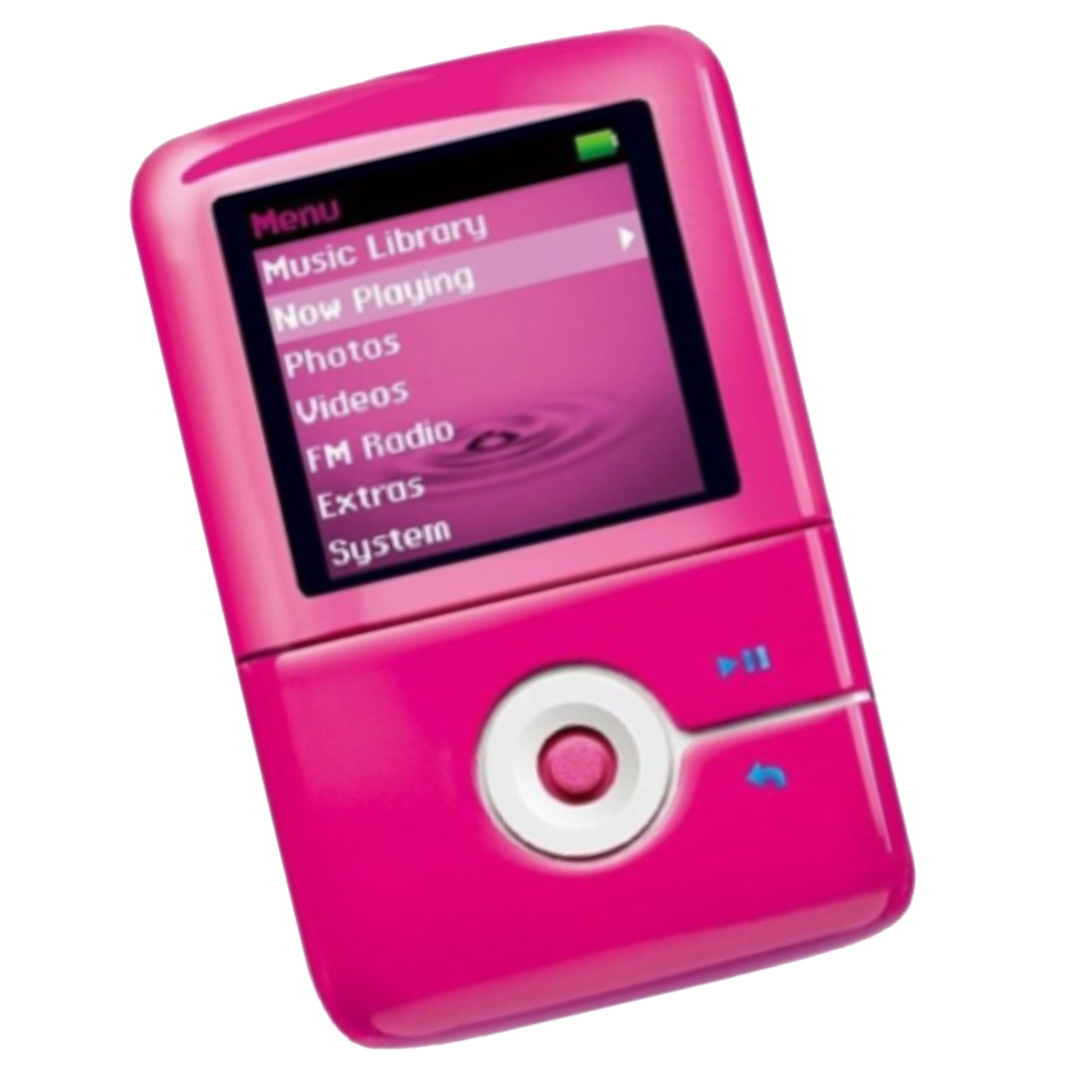 Menu
Music Library
Now Playing
Photos
Videos
FM Radio
Extras
System